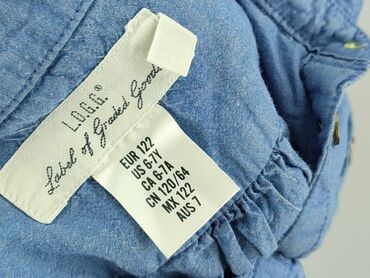 L.O.G.G.®
Label of Graded Goods
EUR 122
US 6-7Y
CA 6-7A
CN 120/64
MX 122
AUS 7